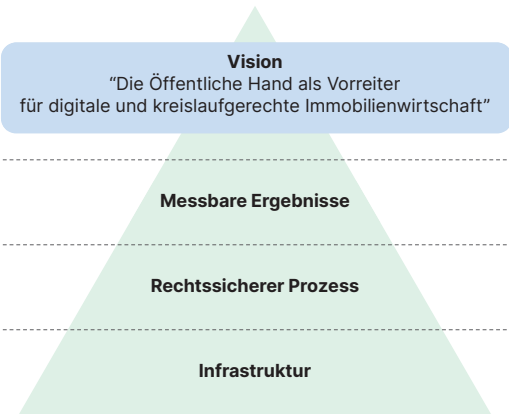 Vision
“Die Öffentliche Hand als Vorreiter
für digitale und kreislaufgerechte Immobilienwirtschaft”
Messbare Ergebnisse
Rechtssicherer Prozess
Infrastruktur